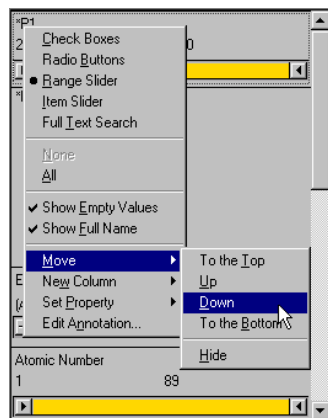 *P1
2
0
Check Boxes
Radio Buttons
Range Slider
Item Slider
Full Text Search
None
All
Show Empty Values
Show Full Name
Move
New Column
Set Property
Edit Annotation...
To the Top
Up
Down
To the Bottom
Hide
E
(A
Atomic Number
1 89